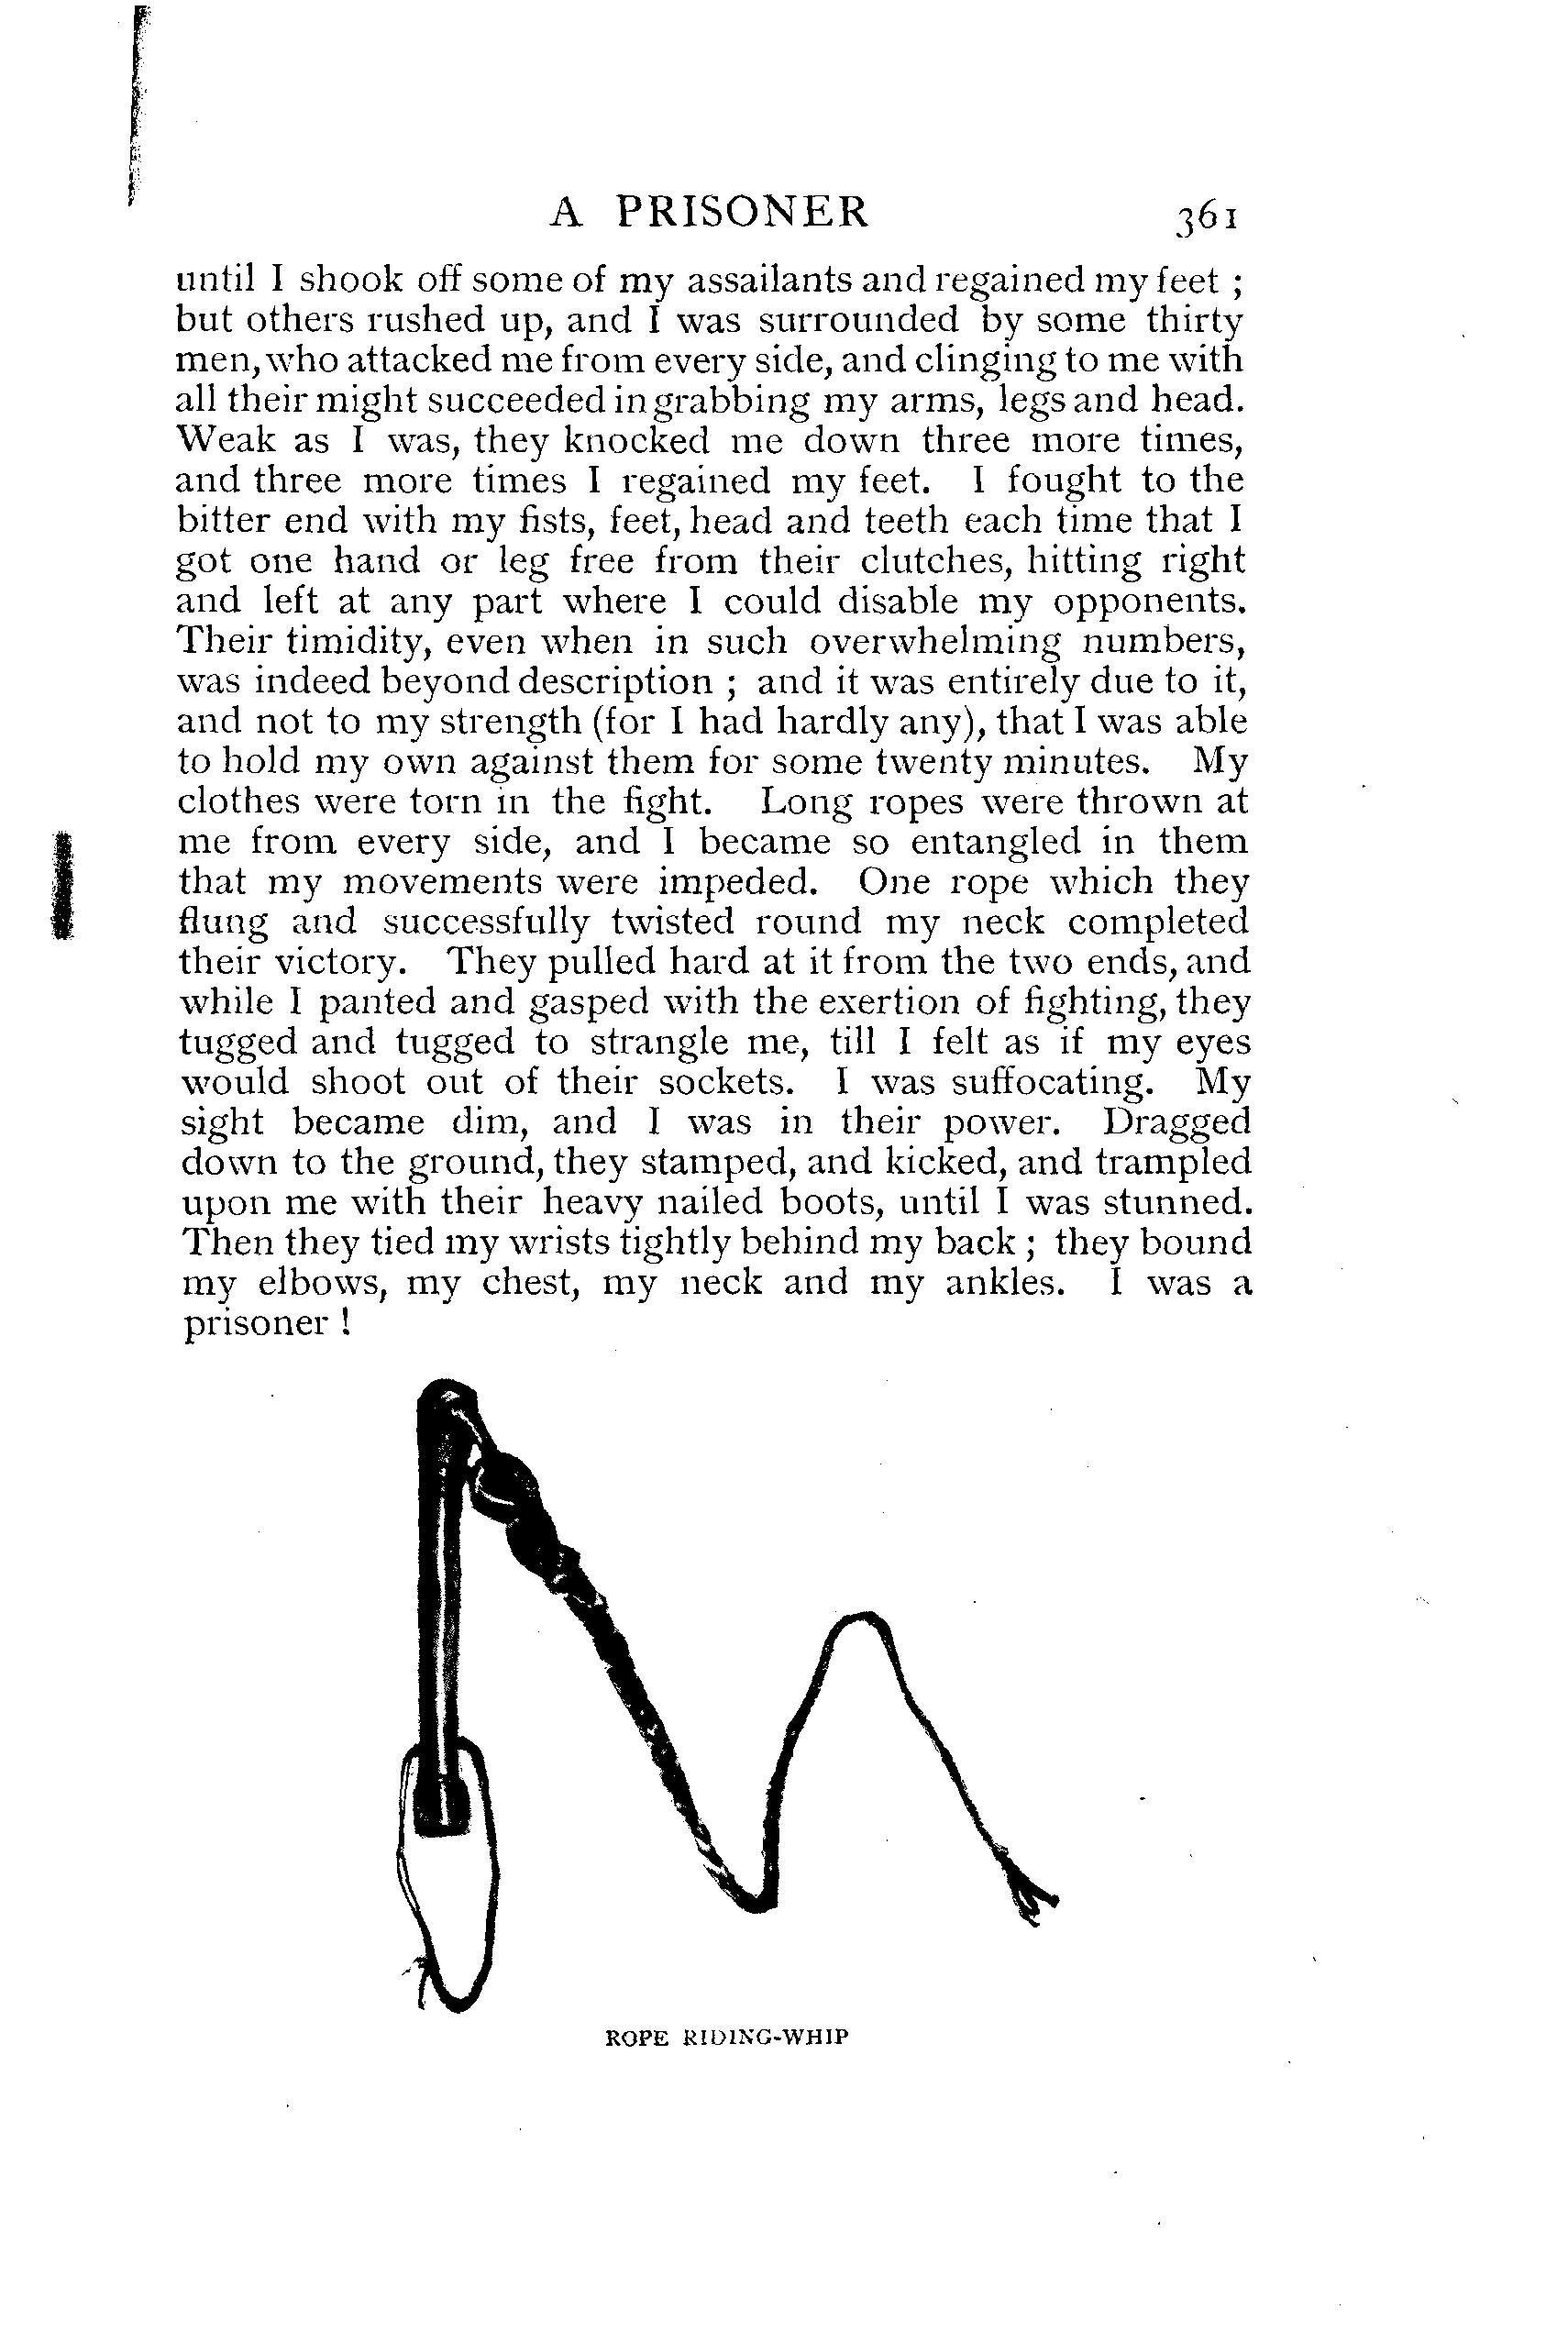 A PRISONER 361
until I shook off some of my assailants and regained my feet ;
but others rushed up, and I was surrounded by some thirty
men, who attacked me from every side, and clinging to me with
all their might succeeded in grabbing my arms, legs and head.
Weak as I was, they knocked me down three more times,
and three more times I regained my feet. I fought to the
bitter end with my fists, feet, head and teeth each time that I
got one hand or leg free from their clutches, hitting right
and left at any part where I could disable my opponents.
Their timidity, even when in such overwhelming numbers,
was indeed beyond description ; and it was entirely due to it,
and not to my strength (for I had hardly any), that I was able
to hold my own against them for some twenty minutes. My
clothes were torn in the fight. Long ropes were thrown at
me from every side, and I became so entangled in them
that my movements were impeded. One rope which they
flung and successfully twisted round my neck completed
their victory. They pulled hard at it from the two ends, and
while I panted and gasped with the exertion of fighting, they
tugged and tugged to strangle me, till I felt as if my eyes
would shoot out of their sockets. I was suffocating. My
sight became dim, and I was in their power. Dragged
down to the ground, they stamped, and kicked, and trampled
upon me with their heavy nailed boots, until I was stunned.
Then they tied my wrists tightly behind my back ; they bound
my elbows, my chest, my neck and my ankles. I was a
prisoner !
ROPE RIDING-WHIP